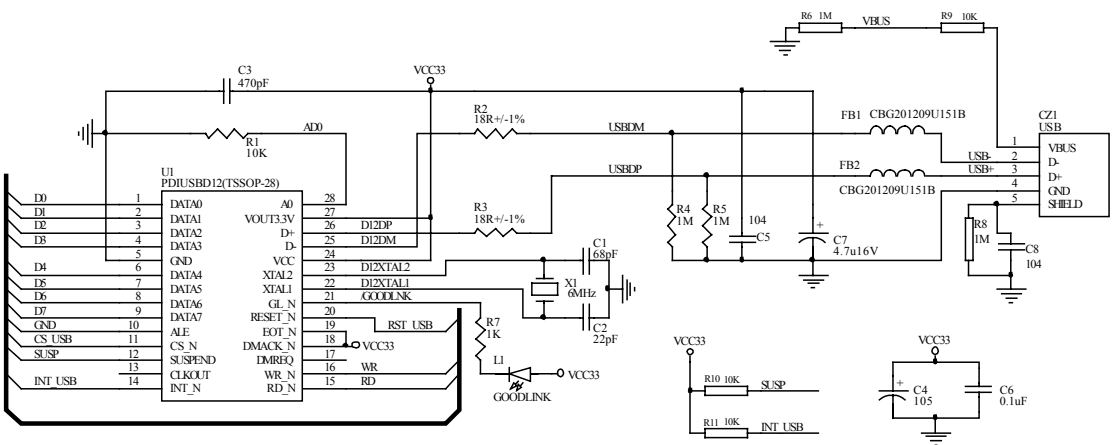 R6 1M
VBUS
R9 10K
C3
470pF
VCC33
R2
18R+/-1%
USBDM
FB1 CBG201209U151B
CZ1
USB
AD0
R1
10K
USB-
1 VBUS
2 D-
3 D+
4 GND
5 SHIELD
USB+
USBDP
FB2
CBG201209U151B
U1
PDIUSBD12(TSSOP-28)
R3
18R+/-1%
R4
1M
R5
1M
104
C5
C7
4.7u16V
R8
1M
C8
104
D0 1 DATA0
D1 2 DATA1
D2 3 DATA2
D3 4 DATA3
5 GND
D4 6 DATA4
D5 7 DATA5
D6 8 DATA6
D7 9 DATA7
GND 10 ALE
CS_USB 11 CS_N
SUSP 12 SUSPEND
13 CLKOUT
INT_USB 14 INT_N
A0 28
VOUT3.3V 27
D+ 26 D12DP
D- 25 D12DM
VCC 24
XTAL2 23 D12XTAL2
XTAL1 22 D12XTAL1
GL_N 21 /GOODLNK
RESET_N 20 RST_USB
EOT_N 19
DMACK_N 18 VCC33
DMREQ 17
WR_N 16 WR
RD_N 15 RD
C1
68pF
X1
6MHz
C2
22pF
R7
1K
L1
VCC33
GOODLINK
VCC33
R10 10K SUSP
R11 10K INT_USB
VCC33
C4
105
C6
0.1uF